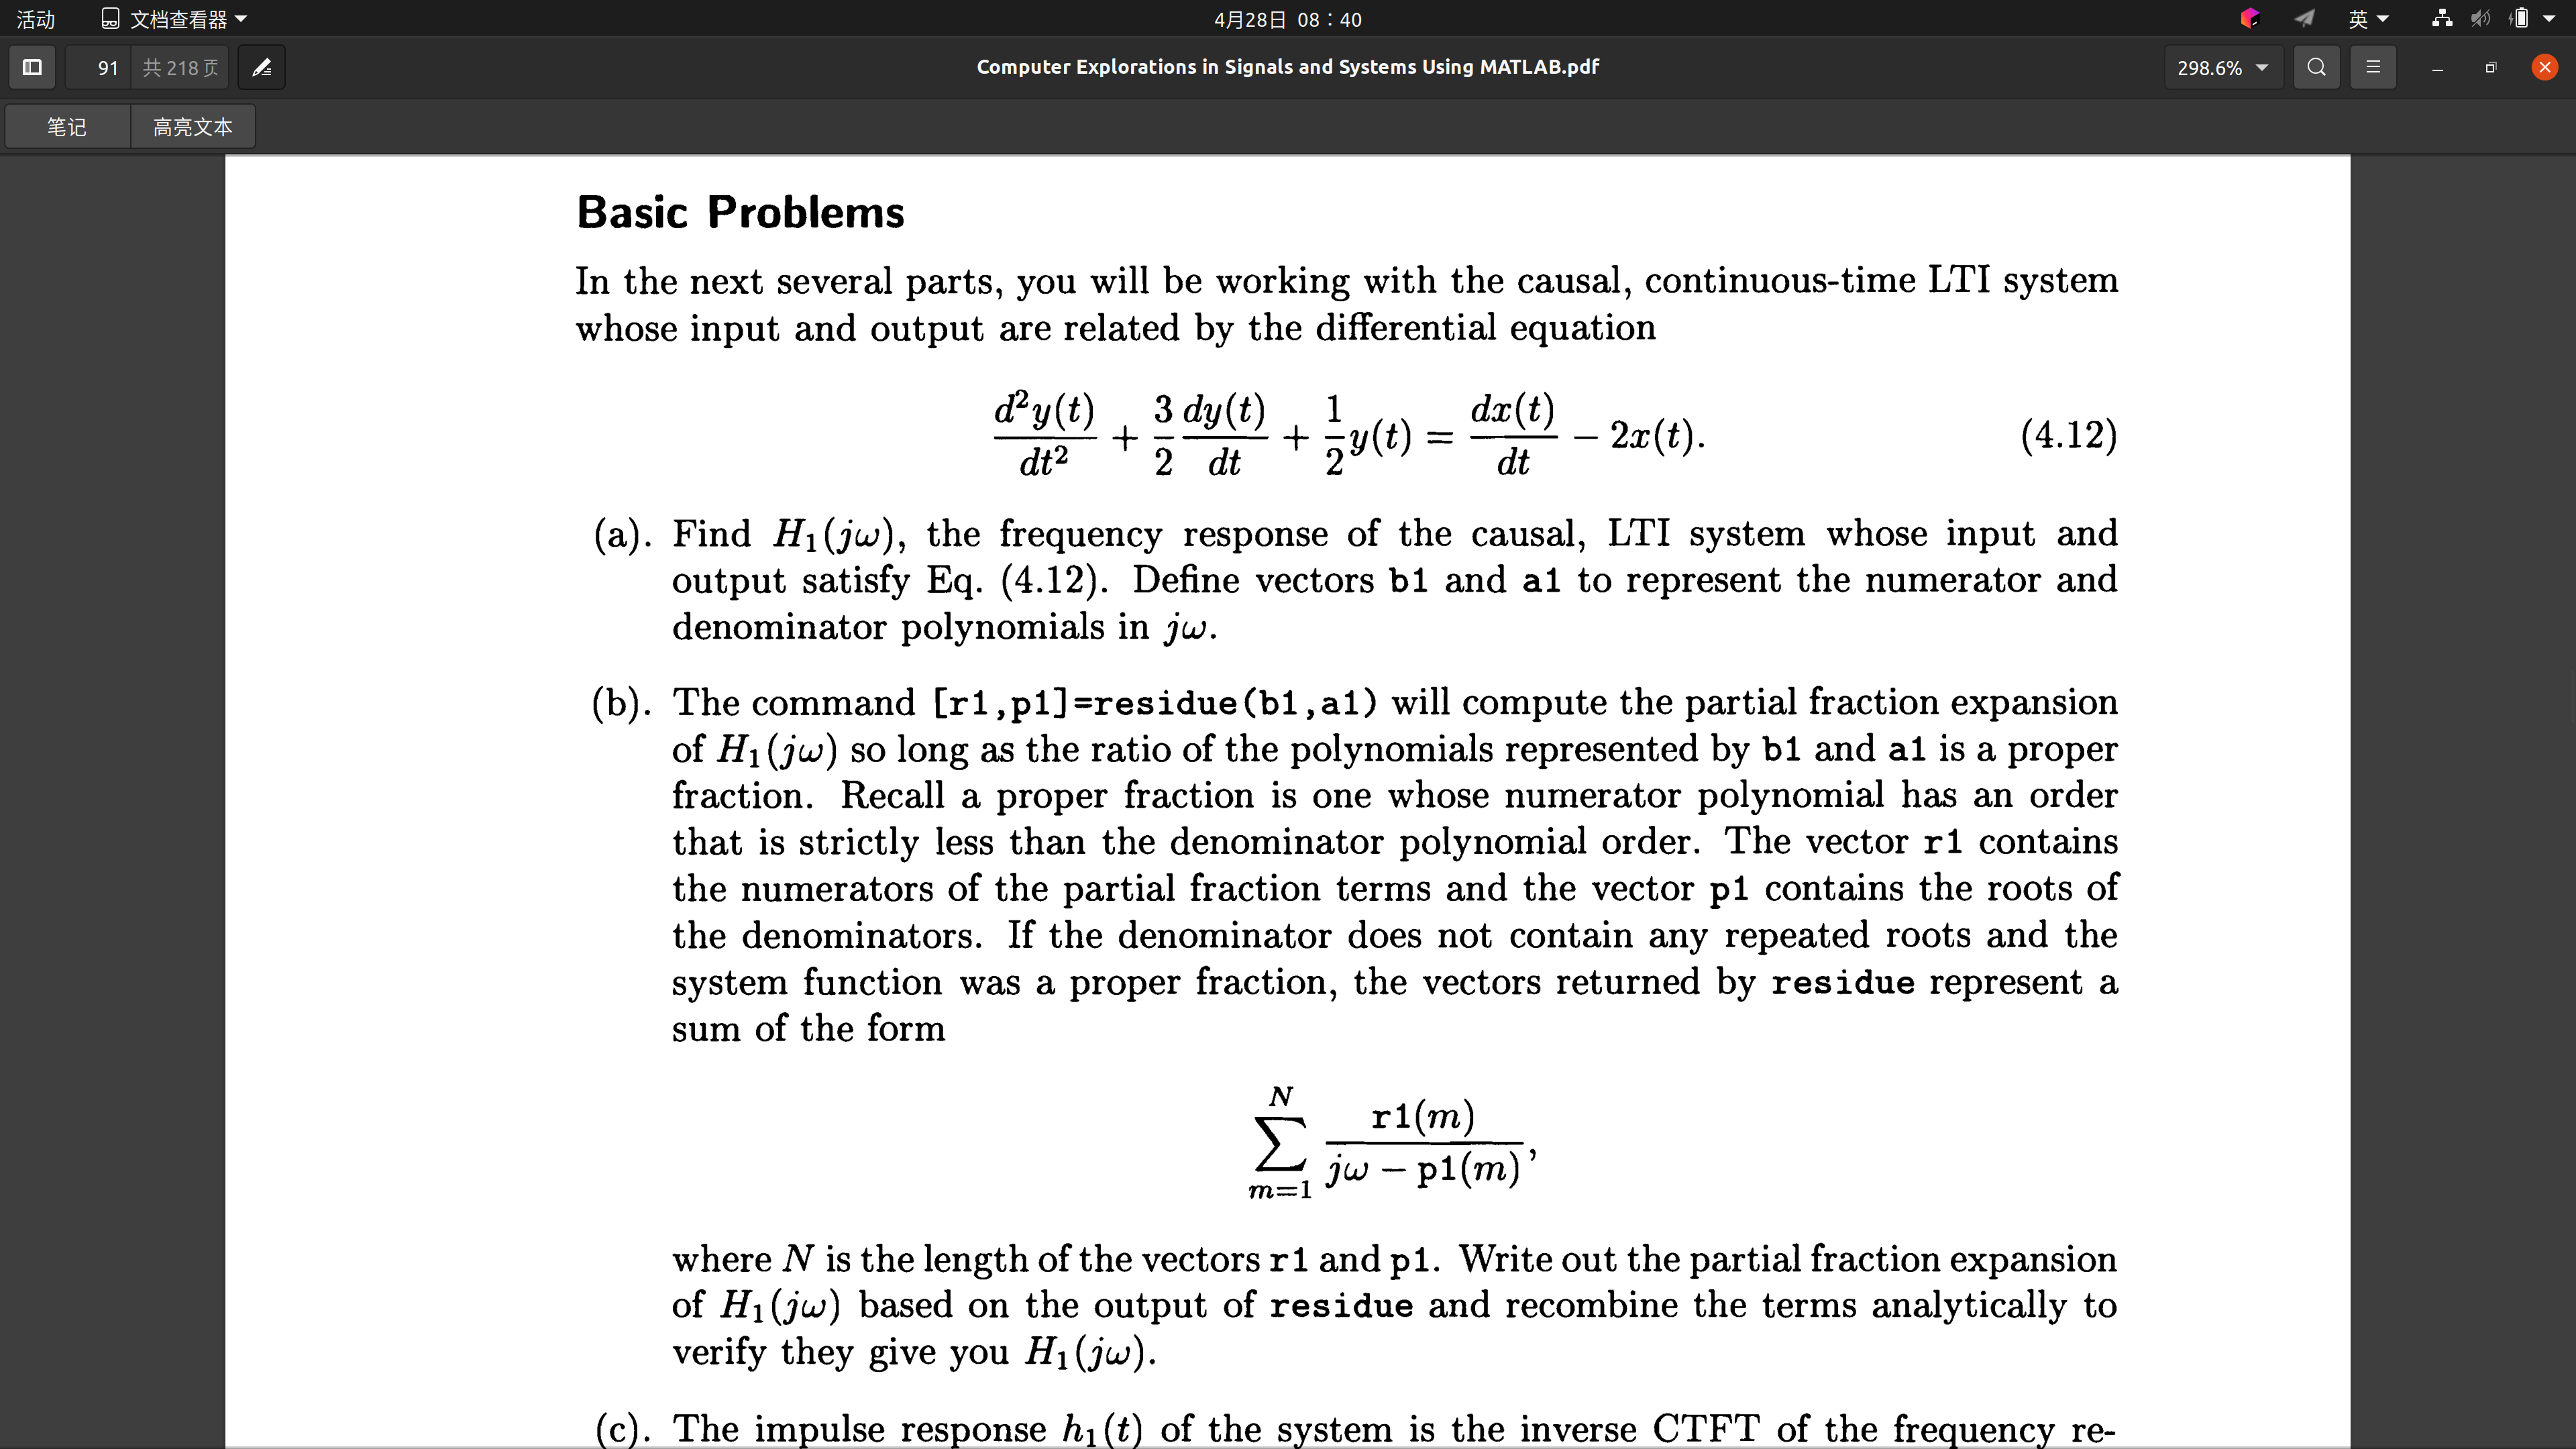 活动 文档查看器 4月28日 08：40 英
91 共 218 页 Computer Explorations in Signals and Systems Using MATLAB.pdf 298.6%
笔记 高亮文本
Basic Problems
In the next several parts, you will be working with the causal, continuous-time LTI system
whose input and output are related by the differential equation
\frac{d^2y(t)}{dt^2} + \frac{3}{2}\frac{dy(t)}{dt} + \frac{1}{2}y(t) = \frac{dx(t)}{dt} - 2x(t). (4.12)
(a). Find H₁(jω), the frequency response of the causal, LTI system whose input and
output satisfy Eq. (4.12). Define vectors b1 and a1 to represent the numerator and
denominator polynomials in jω.
(b). The command [r1,p1]=residue(b1,a1) will compute the partial fraction expansion
of H₁(jω) so long as the ratio of the polynomials represented by b1 and a1 is a proper
fraction. Recall a proper fraction is one whose numerator polynomial has an order
that is strictly less than the denominator polynomial order. The vector r1 contains
the numerators of the partial fraction terms and the vector p1 contains the roots of
the denominators. If the denominator does not contain any repeated roots and the
system function was a proper fraction, the vectors returned by residue represent a
sum of the form
\sum_{m=1}^{N} \frac{r1(m)}{jω - p1(m)},
where N is the length of the vectors r1 and p1. Write out the partial fraction expansion
of H₁(jω) based on the output of residue and recombine the terms analytically to
verify they give you H₁(jω).
(c). The impulse response h₁(t) of the system is the inverse CTFT of the frequency re-